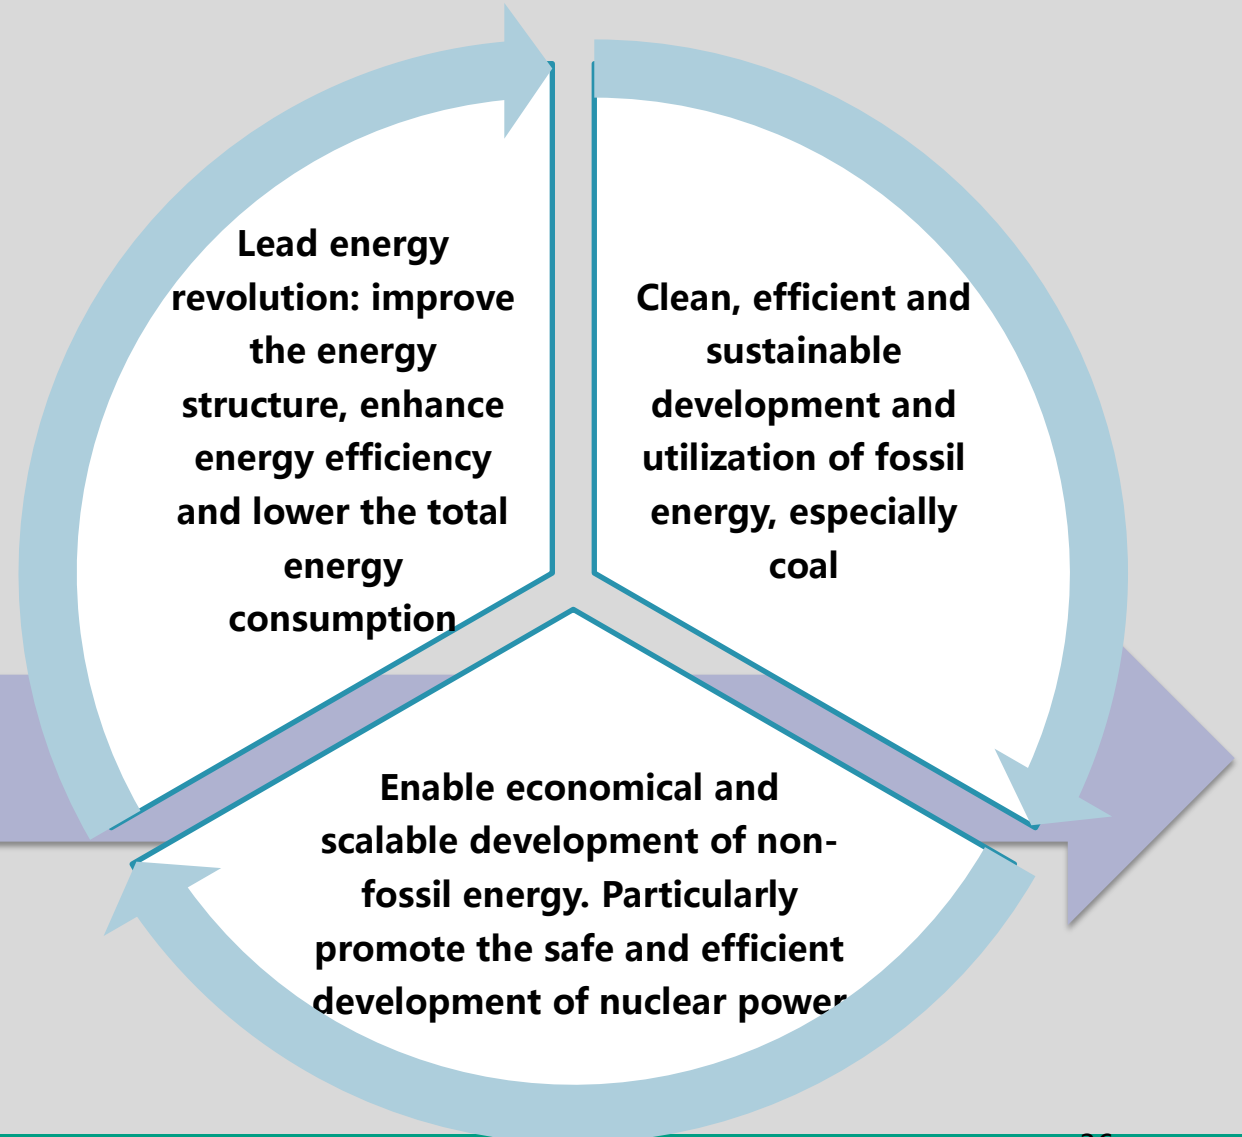 Lead energy
revolution: improve
the energy
structure, enhance
energy efficiency
and lower the total
energy
consumption
Clean, efficient and
sustainable
development and
utilization of fossil
energy, especially
coal
Enable economical and
scalable development of non-
fossil energy. Particularly
promote the safe and efficient
development of nuclear power